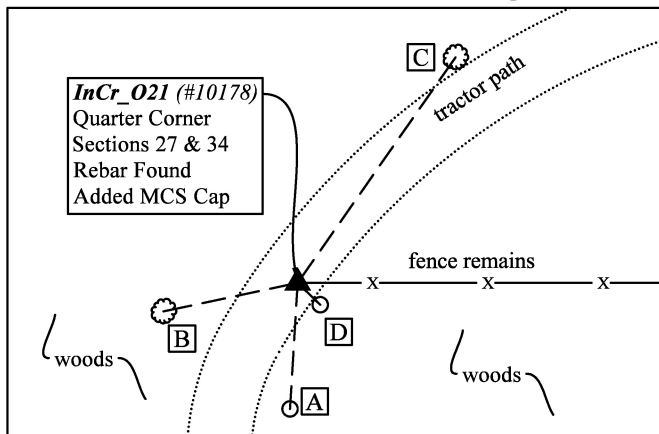 C
tractor path
InCr_O21 (#10178)
Quarter Corner
Sections 27 & 34
Rebar Found
Added MCS Cap
fence remains
x x x
B
D
woods
woods
A